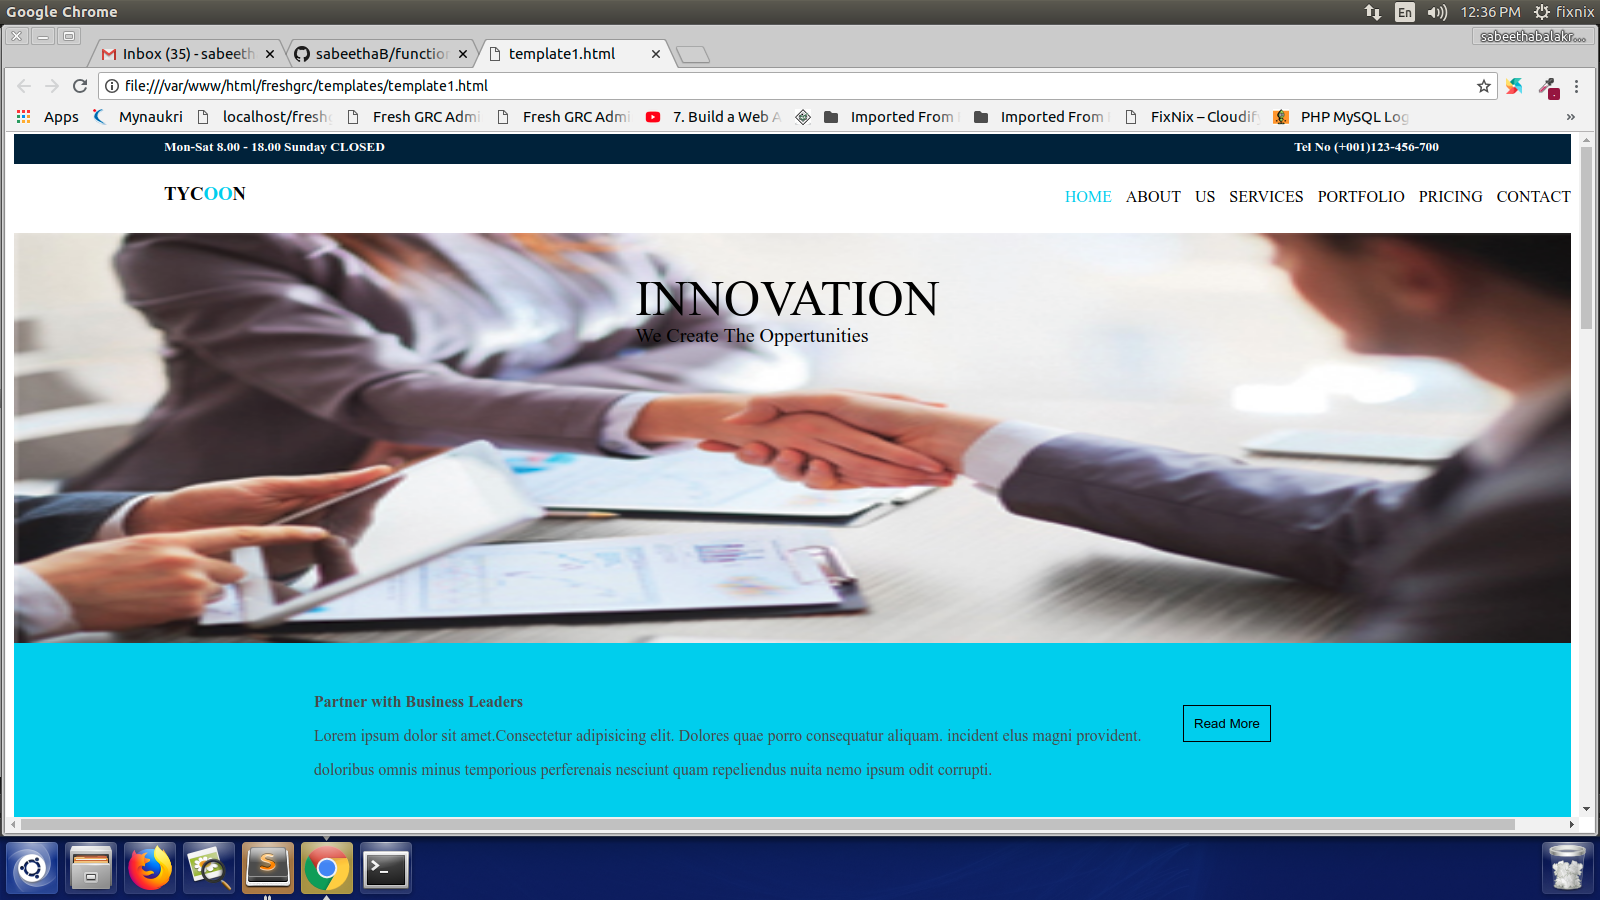 Google Chrome
En
12:36 PM
fixnix
sabeethabalakr...
Inbox (35) - sabeeth
sabeethaB/function
template1.html
file:///var/www/html/freshgrc/templates/template1.html
Apps
Mynaukri
localhost/freshg
Fresh GRC Admi
Fresh GRC Admi
7. Build a Web A
Imported From
Imported From
FixNix – Cloudify
PHP MySQL Log
»
Mon-Sat 8.00 - 18.00 Sunday CLOSED
Tel No (+001)123-456-700
TYCOON
HOME ABOUT US SERVICES PORTFOLIO PRICING CONTACT
INNOVATION
We Create The Oppertunities
Partner with Business Leaders
Lorem ipsum dolor sit amet.Consectetur adipisicing elit. Dolores quae porro consequatur aliquam. incident elus magni provident.
doloribus omnis minus temporious perferenais nesciunt quam repeliendus nuita nemo ipsum odit corrupti.
Read More